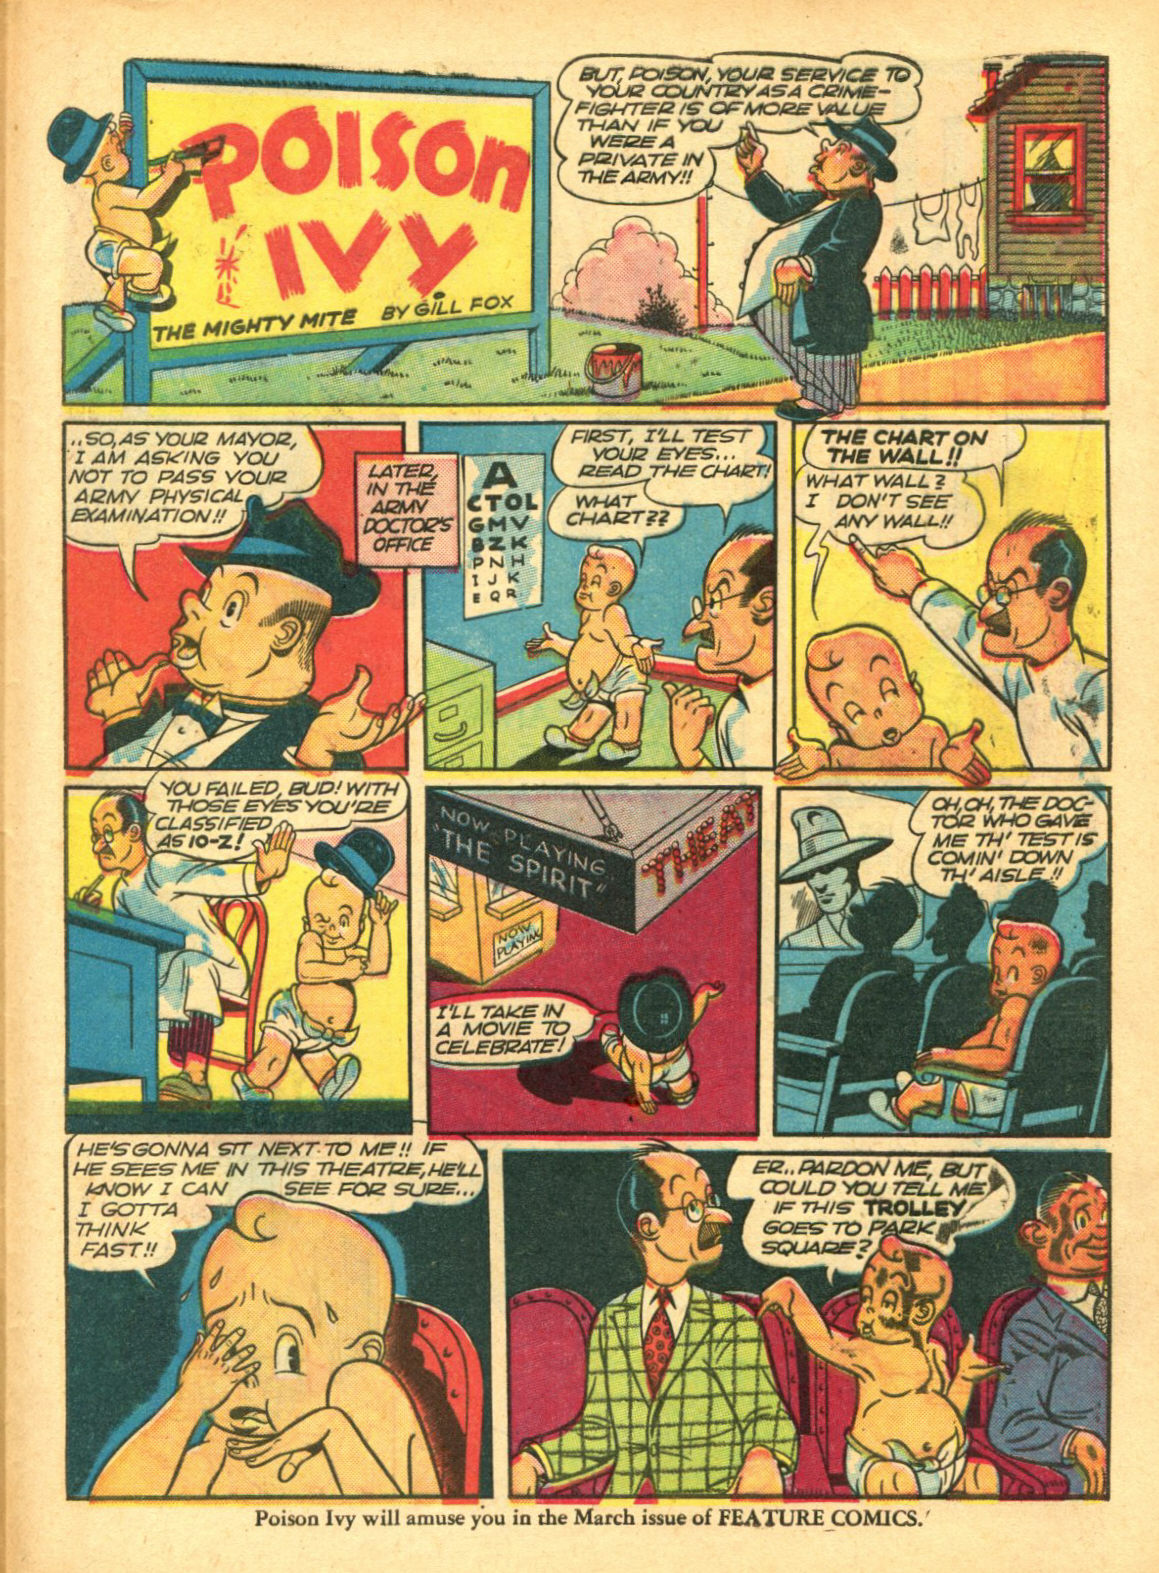 POISON
IVY
THE MIGHTY MITE BY GILL FOX
BUT, POISON, YOUR SERVICE TO
YOUR COUNTRY AS A CRIME-
FIGHTER IS OF MORE VALUE
THAN IF YOU
WERE A
PRIVATE IN
THE ARMY!!
..SO, AS YOUR MAYOR,
I AM ASKING YOU
NOT TO PASS YOUR
ARMY PHYSICAL
EXAMINATION!!
LATER,
IN THE
ARMY
DOCTOR'S
OFFICE
A
CTOL
GMV
BZK
PNH
IJK
EQR
FIRST, I'LL TEST
YOUR EYES...
READ THE CHART!
WHAT
CHART??
THE CHART ON
THE WALL!!
WHAT WALL?
I DON'T SEE
ANY WALL!!
YOU FAILED, BUD! WITH
THOSE EYES YOU'RE
CLASSIFIED
AS 10-Z!
NOW PLAYING..
"THE SPIRIT"
THEAT
NOW
PLAYIN
I'LL TAKE IN
A MOVIE TO
CELEBRATE!
OH, OH, THE DOC-
TOR WHO GAVE
ME TH' TEST IS
COMIN' DOWN
TH' AISLE!!
HE'S GONNA SIT NEXT TO ME!! IF
HE SEES ME IN THIS THEATRE, HE'LL
KNOW I CAN SEE FOR SURE...
I GOTTA
THINK
FAST!!
ER.. PARDON ME, BUT
COULD YOU TELL ME
IF THIS TROLLEY
GOES TO PARK
SQUARE?
Poison Ivy will amuse you in the March issue of FEATURE COMICS.